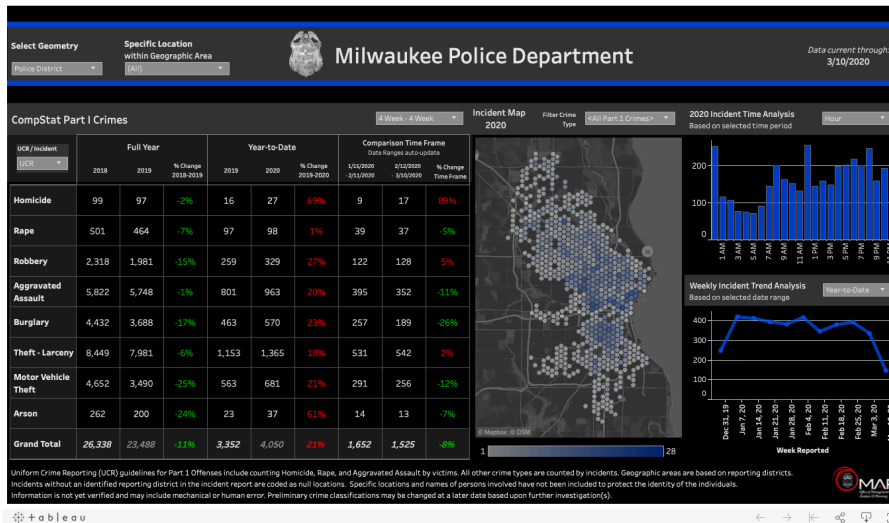 Select Geometry
Police District
Specific Location
within Geographic Area
(All)
Milwaukee Police Department
Data current through:
3/10/2020
CompStat Part I Crimes
4 Week - 4 Week
UCR / Incident
UCR
Full Year
Year-to-Date
Comparison Time Frame
Date Ranges auto-update
2018 2019 % Change 2018-2019 2019 2020 % Change 2019-2020 1/15/2020 - 2/11/2020 2/12/2020 - 3/10/2020 % Change Time Frame
Homicide 99 97 -2% 16 27 69% 9 17 89%
Rape 501 464 -7% 97 98 1% 39 37 -5%
Robbery 2,318 1,981 -15% 259 329 27% 122 128 5%
Aggravated Assault 5,822 5,748 -1% 801 963 20% 395 352 -11%
Burglary 4,432 3,688 -17% 463 570 23% 257 189 -26%
Theft - Larceny 8,449 7,981 -6% 1,153 1,365 18% 531 542 2%
Motor Vehicle Theft 4,652 3,490 -25% 563 681 21% 291 256 -12%
Arson 262 200 -24% 23 37 61% 14 13 -7%
Grand Total 26,338 23,488 -11% 3,352 4,050 21% 1,652 1,525 -8%
Incident Map
2020
Filter Crime
Type
<All Part 1 Crimes>
© Mapbox © OSM
1 28
2020 Incident Time Analysis
Based on selected time period
Hour
200
100
0
1 AM 3 AM 5 AM 7 AM 9 AM 11 AM 1 PM 3 PM 5 PM 7 PM 9 PM
Weekly Incident Trend Analysis
Based on selected date range
Year-to-Date
400
300
200
100
0
Dec 31, 19 Jan 7, 20 Jan 14, 20 Jan 21, 20 Jan 28, 20 Feb 4, 20 Feb 11, 20 Feb 18, 20 Feb 25, 20 Mar 3, 20
Week Reported
Uniform Crime Reporting (UCR) guidelines for Part 1 Offenses include counting Homicide, Rape, and Aggravated Assault by victims. All other crime types are counted by incidents. Geographic areas are based on reporting districts.
Incidents without an identified reporting district in the incident report are coded as null locations. Specific locations and names of persons involved have not been included to protect the identity of the individuals.
Information is not yet verified and may include mechanical or human error. Preliminary crime classifications may be changed at a later date based upon further investigation(s).
MAP
+ a b l e a u